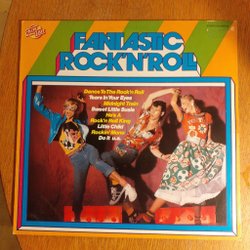 FANTASTIC
ROCK'N'ROLL
Dance To The Rock'n Roll
Tears In Your Eyes
Midnight Train
Sweet Little Susie
He's A
Rock'n Roll King
Little Child
Rockin' Mama
Do it u.a.